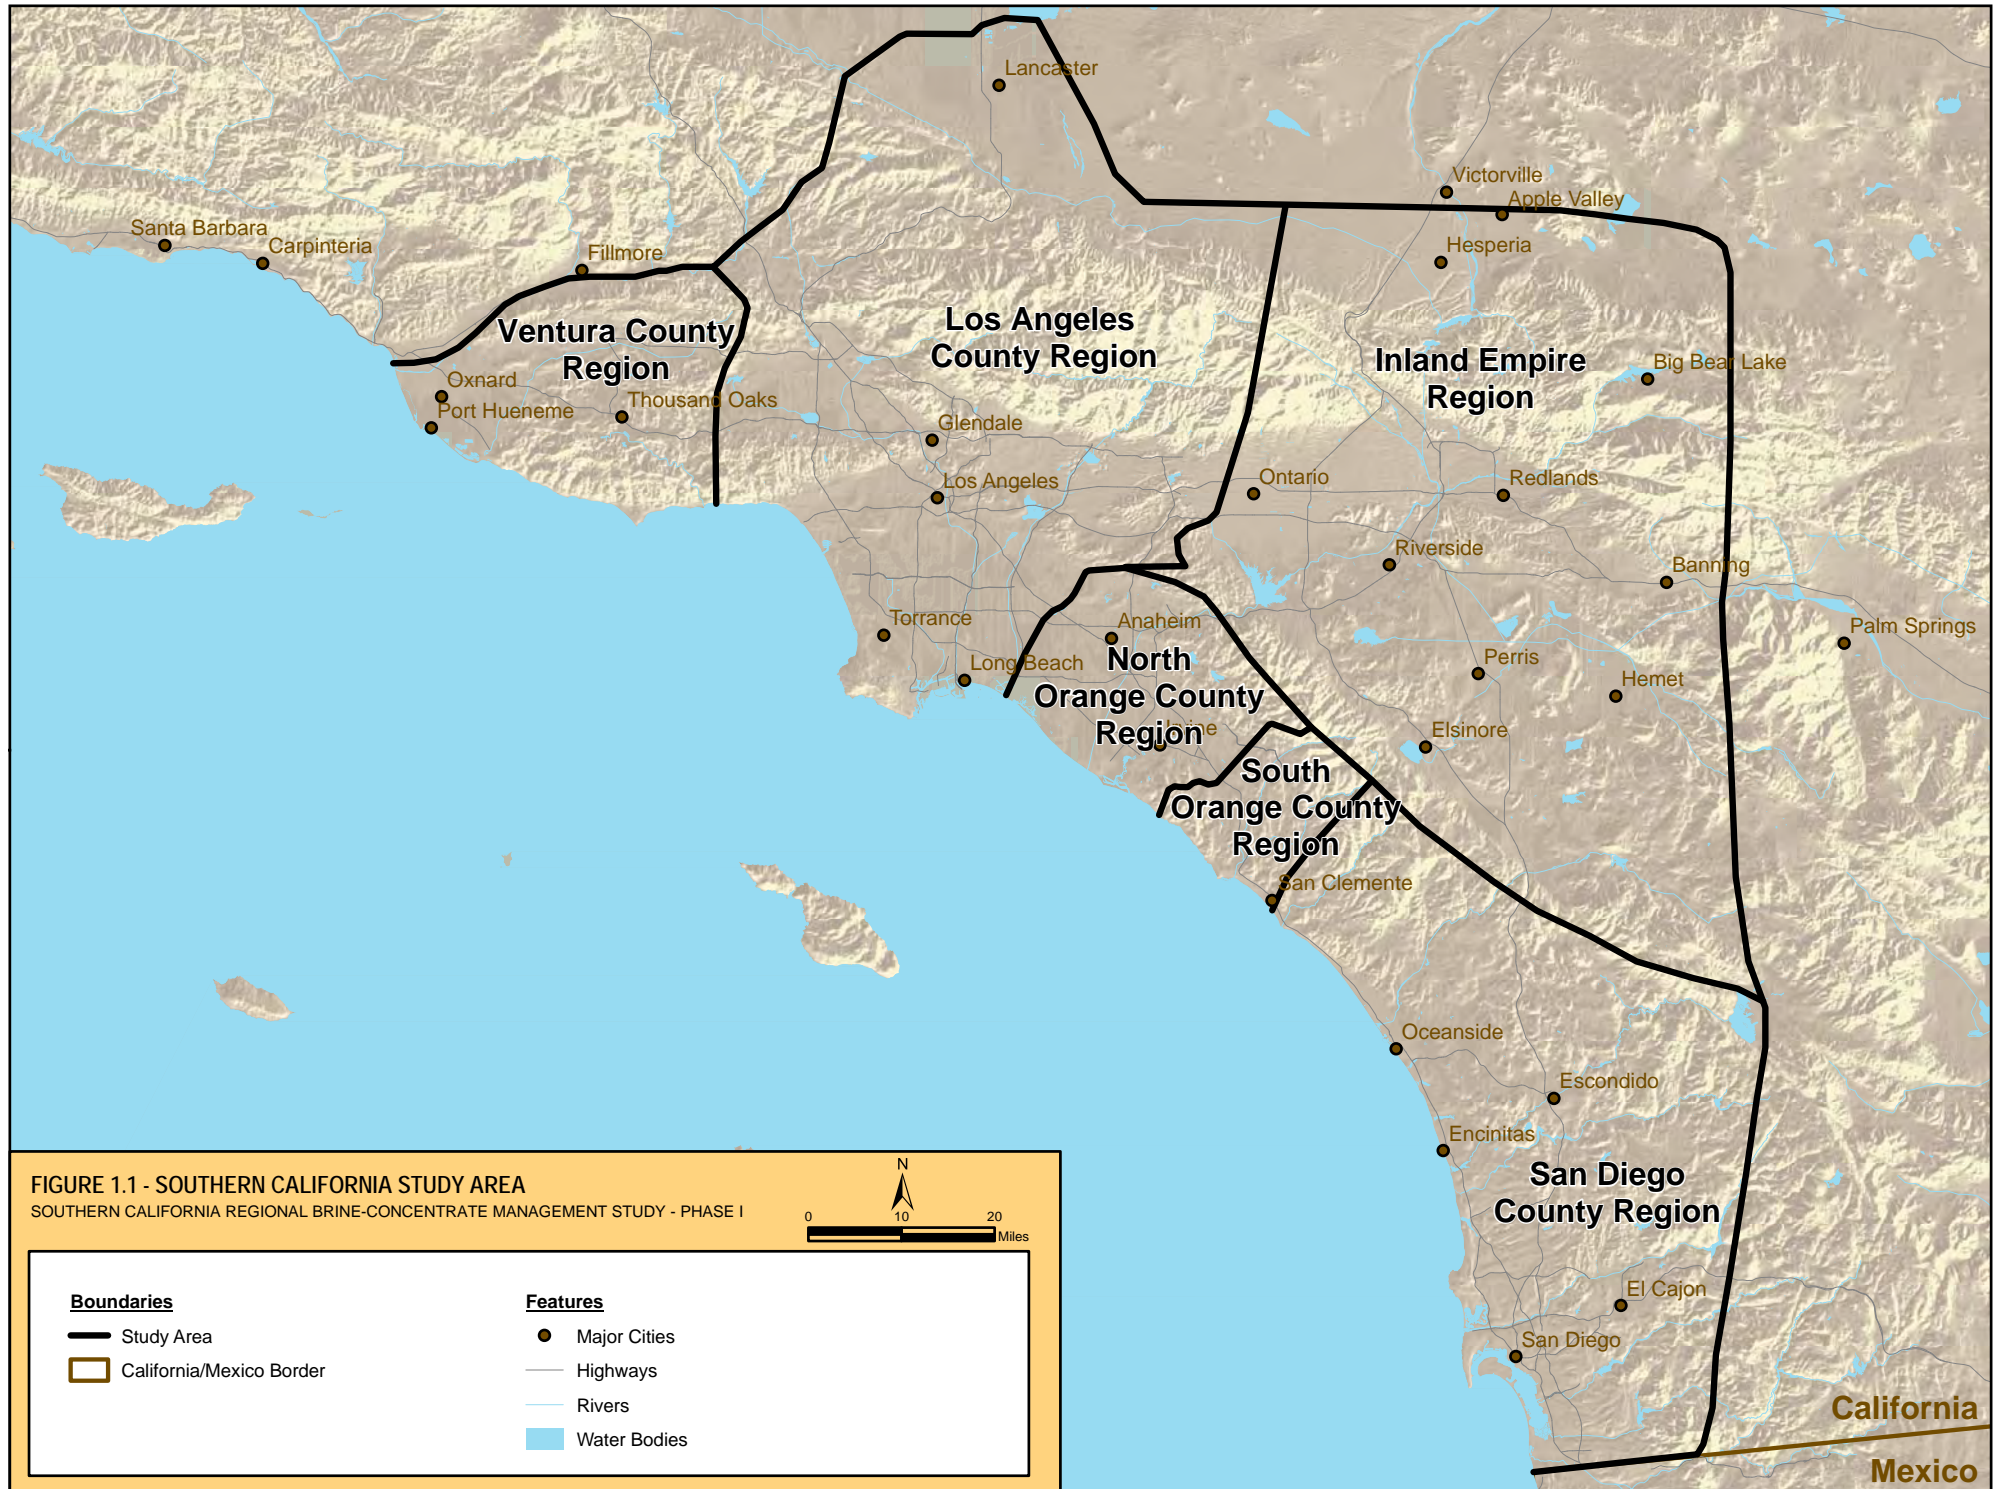 Lancaster
Victorville
Apple Valley
Santa Barbara
Carpinteria
Fillmore
Hesperia
Ventura County
Region
Los Angeles
County Region
Inland Empire
Region
Big Bear Lake
Oxnard
Port Hueneme
Thousand Oaks
Glendale
Los Angeles
Ontario
Redlands
Riverside
Banning
Torrance
Anaheim
Palm Springs
Long Beach
North
Orange County
Region
Irvine
Perris
Hemet
Elsinore
South
Orange County
Region
San Clemente
Oceanside
Escondido
Encinitas
San Diego
County Region
El Cajon
San Diego
California
Mexico
FIGURE 1.1 - SOUTHERN CALIFORNIA STUDY AREA
SOUTHERN CALIFORNIA REGIONAL BRINE-CONCENTRATE MANAGEMENT STUDY - PHASE I
N
0 10 20
Miles
Boundaries
Study Area
California/Mexico Border
Features
Major Cities
Highways
Rivers
Water Bodies